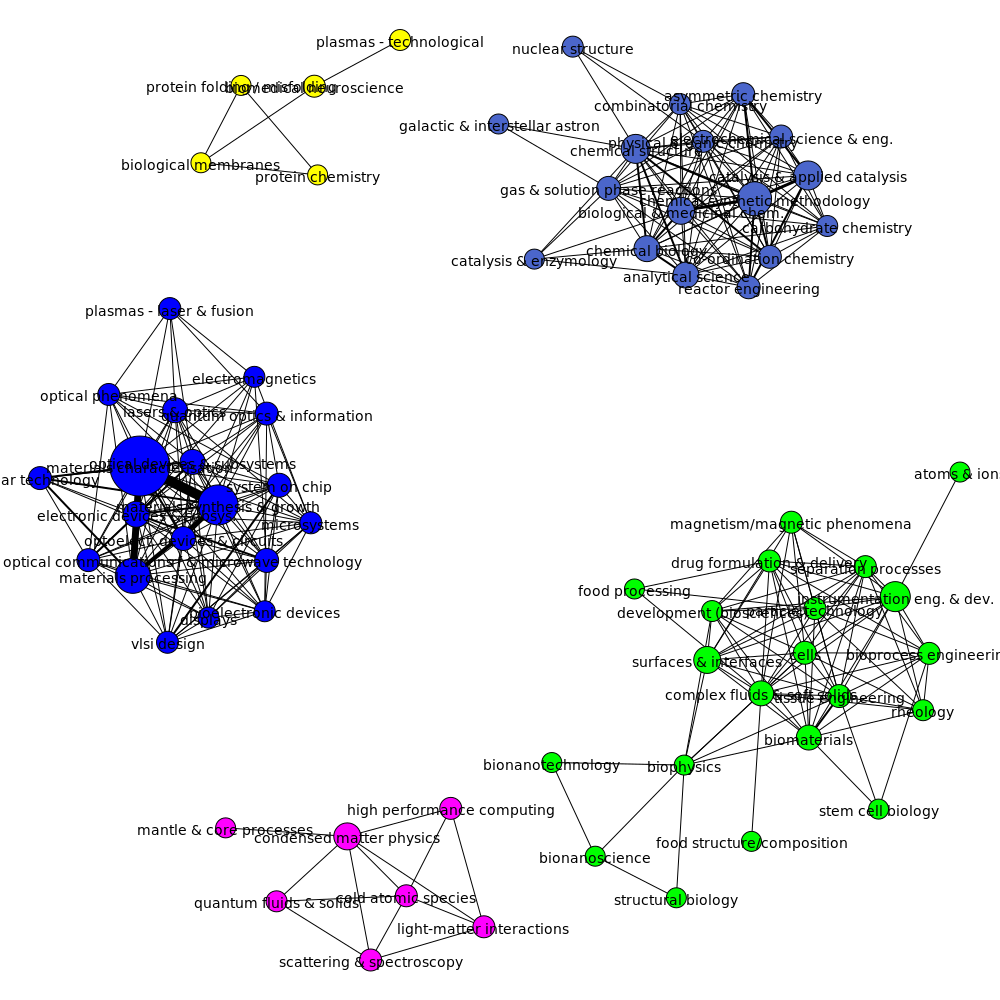 plasmas - technological
nuclear structure
protein folding / misfolding
biomedical neuroscience
asymmetric chemistry
combinatorial chemistry
galactic & interstellar astron
electrochemical science & eng.
chemical structure
biological membranes
protein chemistry
catalysis & applied catalysis
gas & solution phase reactions
chemical synthetic methodology
biological & medicinal chem.
carbohydrate chemistry
chemical biology
co-ordination chemistry
catalysis & enzymology
analytical science
reactor engineering
plasmas - laser & fusion
electromagnetics
optical phenomena
lasers & optics
quantum optics & information
optical devices & subsystems
materials characterisation
ar technology
system on chip
materials synthesis & growth
electronic devices & subsys.
microsystems
optoelect. devices & circuits
optical communications
& microwave technology
materials processing
optoelectronic devices
displays
vlsi design
atoms & ions
magnetism/magnetic phenomena
drug formulation & delivery
separation processes
food processing
instrumentation eng. & dev.
development (biosciences)
particle technology
cells
bioprocess engineerin
surfaces & interfaces
complex fluids & soft solids
tissue engineering
rheology
biomaterials
bionanotechnology
biophysics
stem cell biology
food structure/composition
bionanoscience
structural biology
high performance computing
mantle & core processes
condensed matter physics
quantum fluids & solids
cold atomic species
light-matter interactions
scattering & spectroscopy